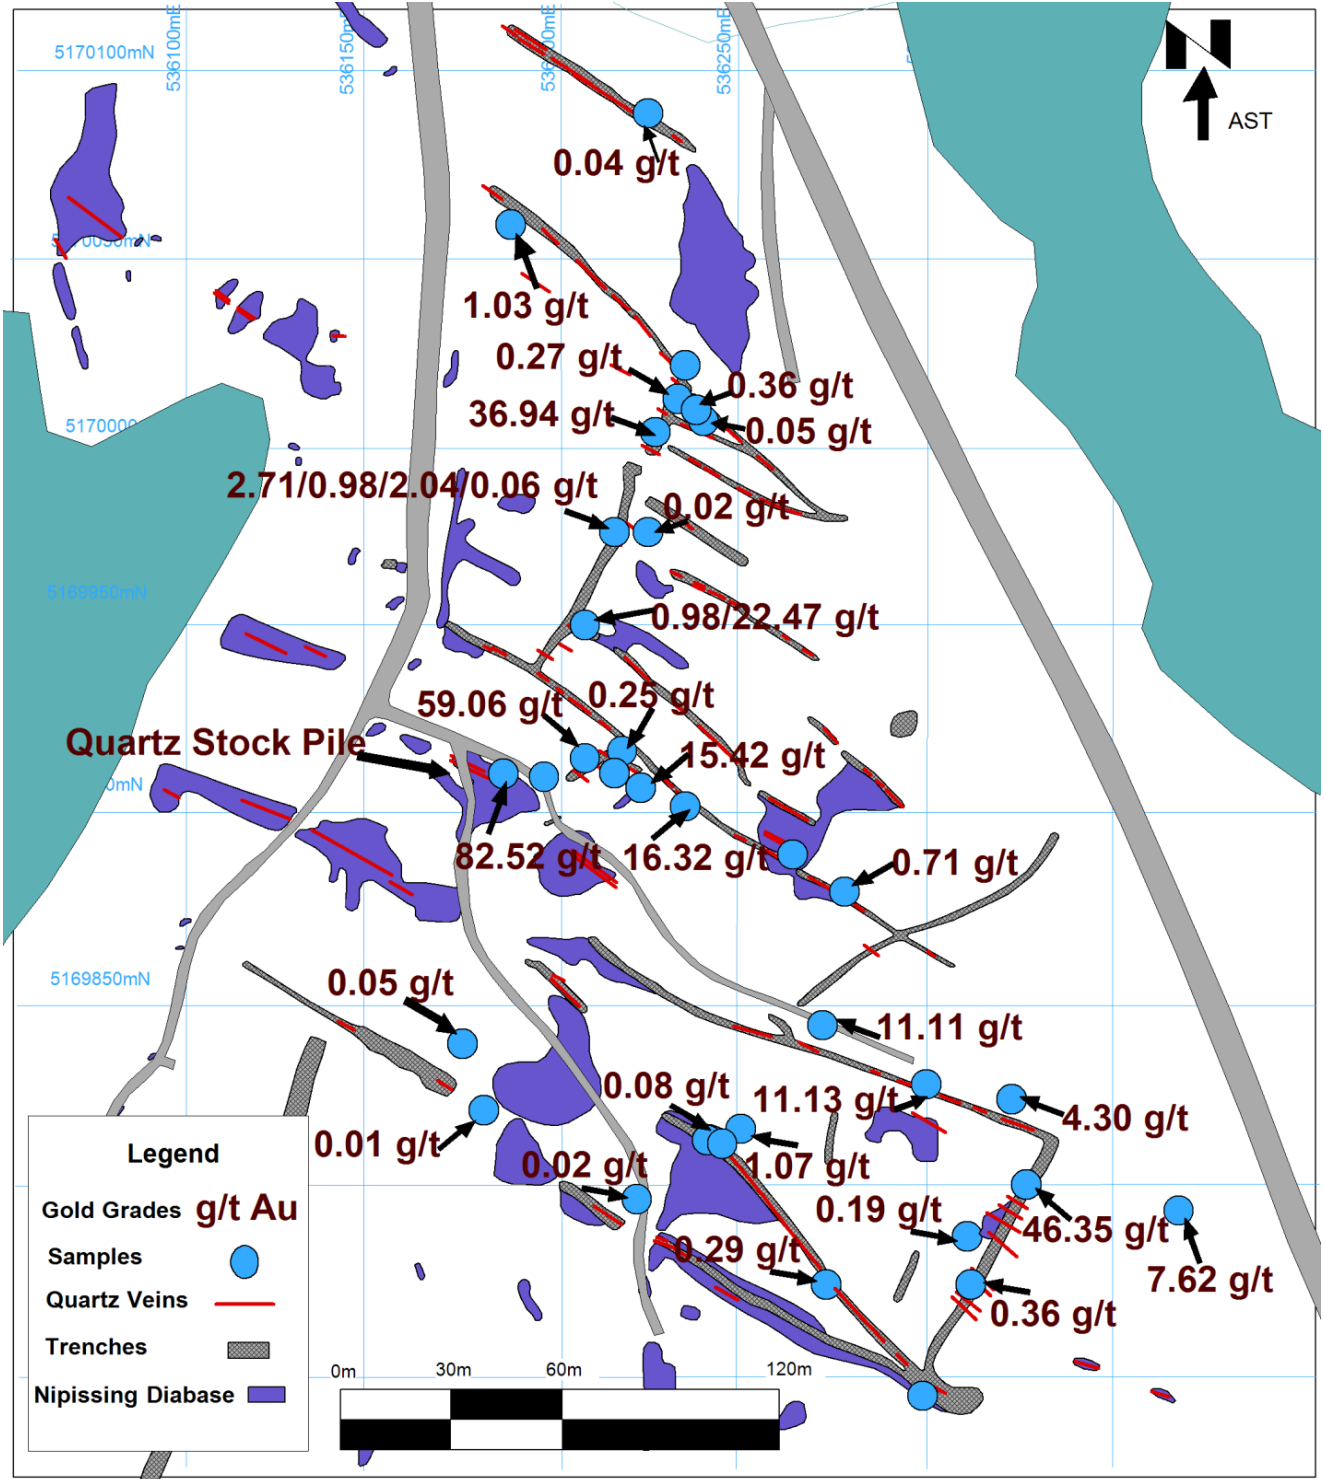 5170100mN
536100mE
536150mE
536250mE
N
AST
0.04 g/t
1.03 g/t
0.27 g/t
0.36 g/t
36.94 g/t
0.05 g/t
2.71/0.98/2.04/0.06 g/t
0.02 g/t
5169950mN
0.98/22.47 g/t
59.06 g/t
0.25 g/t
Quartz Stock Pile
15.42 g/t
82.52 g/t
16.32 g/t
0.71 g/t
5169850mN
0.05 g/t
11.11 g/t
0.08 g/t
11.13 g/t
4.30 g/t
0.01 g/t
0.02 g/t
1.07 g/t
0.19 g/t
46.35 g/t
0.29 g/t
7.62 g/t
0.36 g/t
Legend
Gold Grades g/t Au
Samples
Quartz Veins
Trenches
Nipissing Diabase
0m 30m 60m 120m